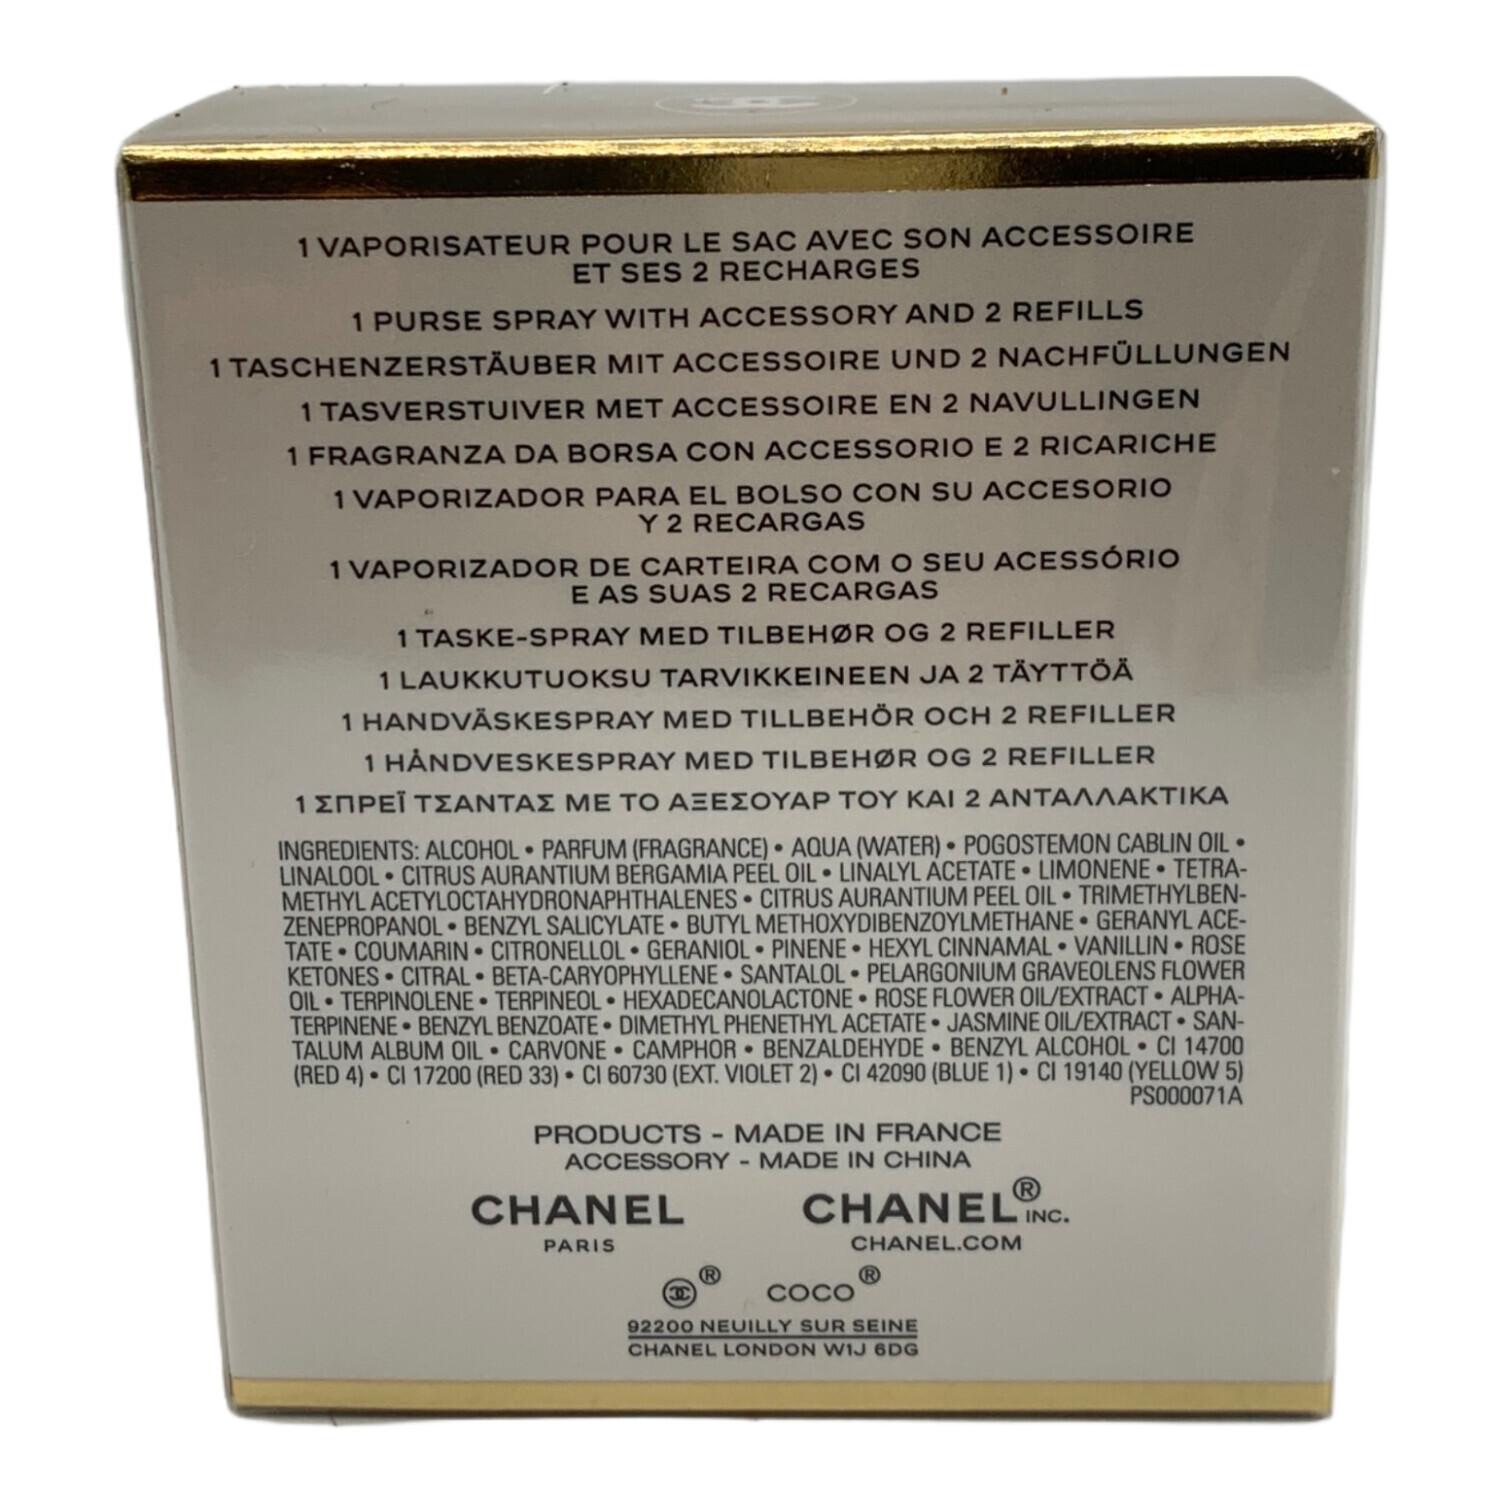 1 VAPORISATEUR POUR LE SAC AVEC SON ACCESSOIRE
ET SES 2 RECHARGES
1 PURSE SPRAY WITH ACCESSORY AND 2 REFILLS
1 TASCHENZERSTÄUBER MIT ACCESSOIRE UND 2 NACHFÜLLUNGEN
1 TASVERSTUIVER MET ACCESSOIRE EN 2 NAVULLINGEN
1 FRAGRANZA DA BORSA CON ACCESSORIO E 2 RICARICHE
1 VAPORIZADOR PARA EL BOLSO CON SU ACCESORIO
Y 2 RECARGAS
1 VAPORIZADOR DE CARTEIRA COM O SEU ACESSÓRIO
E AS SUAS 2 RECARGAS
1 TASKE-SPRAY MED TILBEHØR OG 2 REFILLER
1 LAUKKUTUOKSU TARVIKKEINEEN JA 2 TÄYTTÖÄ
1 HANDVÄSKESPRAY MED TILLBEHÖR OCH 2 REFILLER
1 HÅNDVESKESPRAY MED TILBEHØR OG 2 REFILLER
1 ΣΠΡΕΪ ΤΣΑΝΤΑΣ ΜΕ ΤΟ ΑΞΕΣΟΥΑΡ ΤΟΥ ΚΑΙ 2 ΑΝΤΑΛΛΑΚΤΙΚΑ
INGREDIENTS: ALCOHOL • PARFUM (FRAGRANCE) • AQUA (WATER) • POGOSTEMON CABLIN OIL •
LINALOOL • CITRUS AURANTIUM BERGAMIA PEEL OIL • LINALYL ACETATE • LIMONENE • TETRA-
METHYL ACETYLOCTAHYDRONAPHTHALENES • CITRUS AURANTIUM PEEL OIL • TRIMETHYLBEN-
ZENEPROPANOL • BENZYL SALICYLATE • BUTYL METHOXYDIBENZOYLMETHANE • GERANYL ACE-
TATE • COUMARIN • CITRONELLOL • GERANIOL • PINENE • HEXYL CINNAMAL • VANILLIN • ROSE
KETONES • CITRAL • BETA-CARYOPHYLLENE • SANTALOL • PELARGONIUM GRAVEOLENS FLOWER
OIL • TERPINOLENE • TERPINEOL • HEXADECANOLACTONE • ROSE FLOWER OIL/EXTRACT • ALPHA-
TERPINENE • BENZYL BENZOATE • DIMETHYL PHENETHYL ACETATE • JASMINE OIL/EXTRACT • SAN-
TALUM ALBUM OIL • CARVONE • CAMPHOR • BENZALDEHYDE • BENZYL ALCOHOL • CI 14700
(RED 4) • CI 17200 (RED 33) • CI 60730 (EXT. VIOLET 2) • CI 42090 (BLUE 1) • CI 19140 (YELLOW 5)
PS000071A
PRODUCTS - MADE IN FRANCE
ACCESSORY - MADE IN CHINA
CHANEL CHANEL® INC.
PARIS CHANEL.COM
® COCO®
92200 NEUILLY SUR SEINE
CHANEL LONDON W1J 6DG